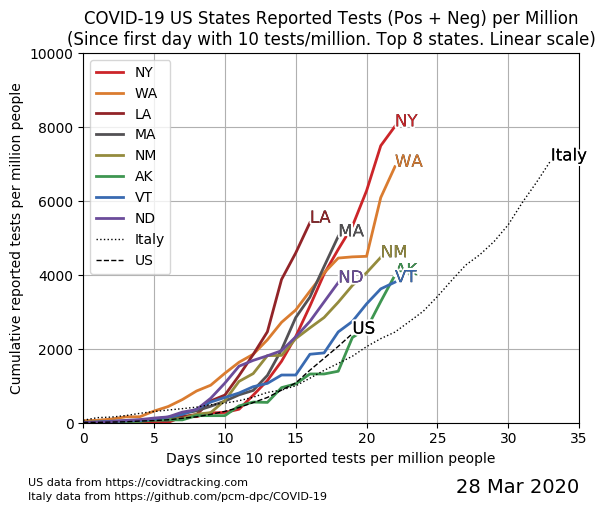 COVID-19 US States Reported Tests (Pos + Neg) per Million
(Since first day with 10 tests/million. Top 8 states. Linear scale)
Cumulative reported tests per million people
10000
8000
6000
4000
2000
0
NY
WA
LA
MA
NM
AK
VT
ND
Italy
US
NY
WA
Italy
LA
MA
NM
AK
ND
VT
US
0 5 10 15 20 25 30 35
Days since 10 reported tests per million people
US data from https://covidtracking.com
Italy data from https://github.com/pcm-dpc/COVID-19
28 Mar 2020